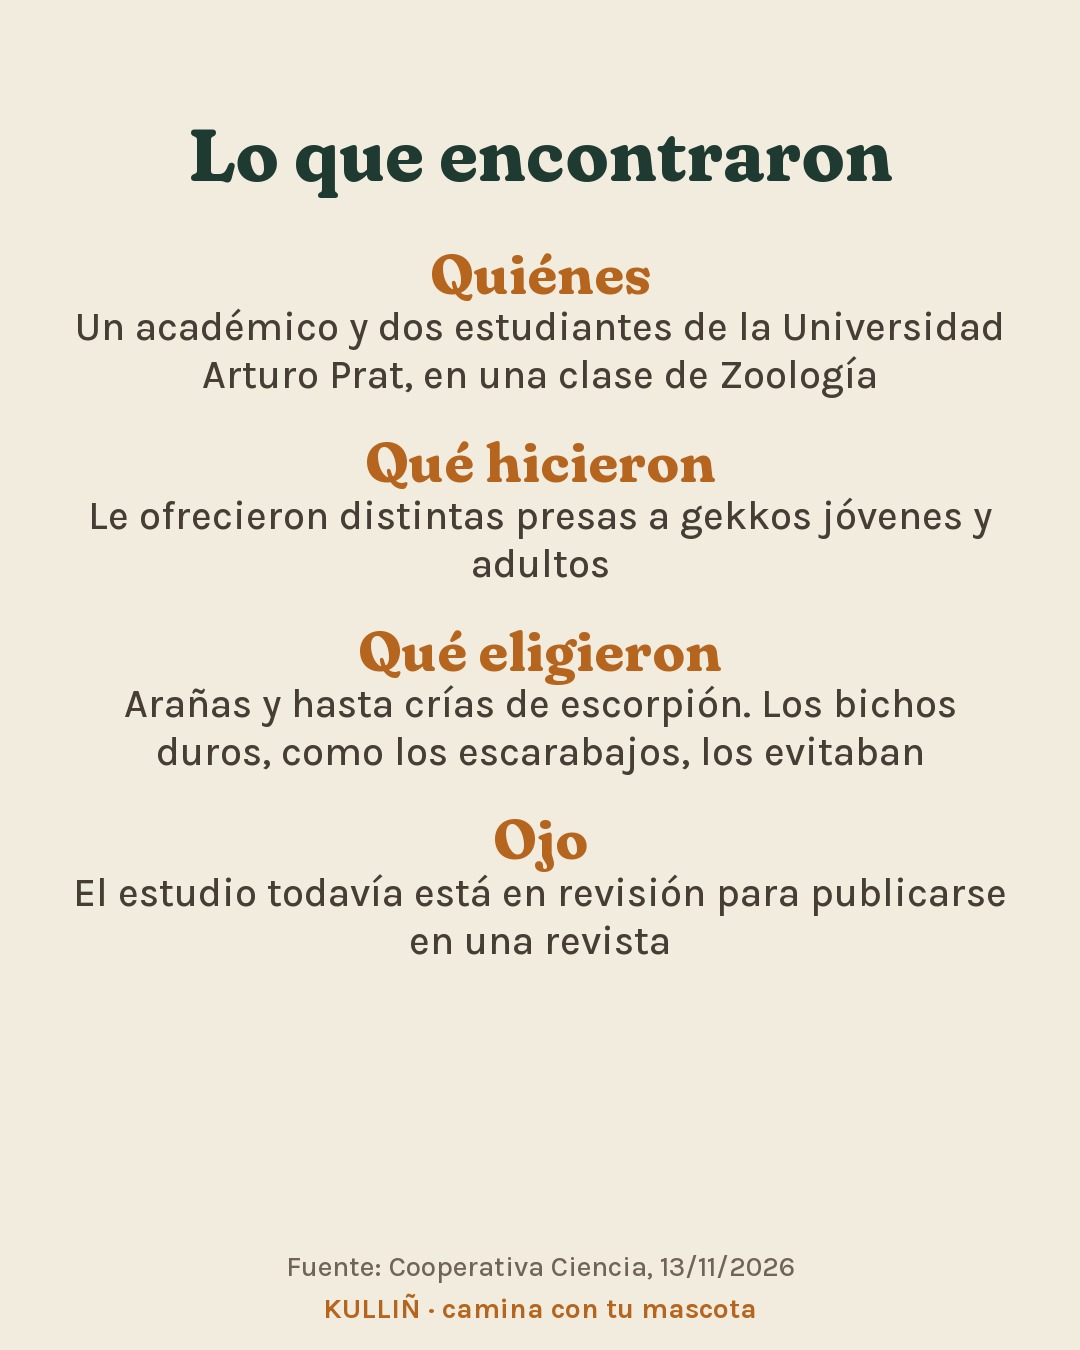 Lo que encontraron
Quiénes
Un académico y dos estudiantes de la Universidad
Arturo Prat, en una clase de Zoología
Qué hicieron
Le ofrecieron distintas presas a gekkos jóvenes y
adultos
Qué eligieron
Arañas y hasta crías de escorpión. Los bichos
duros, como los escarabajos, los evitaban
Ojo
El estudio todavía está en revisión para publicarse
en una revista
Fuente: Cooperativa Ciencia, 13/11/2026
KULLIÑ · camina con tu mascota